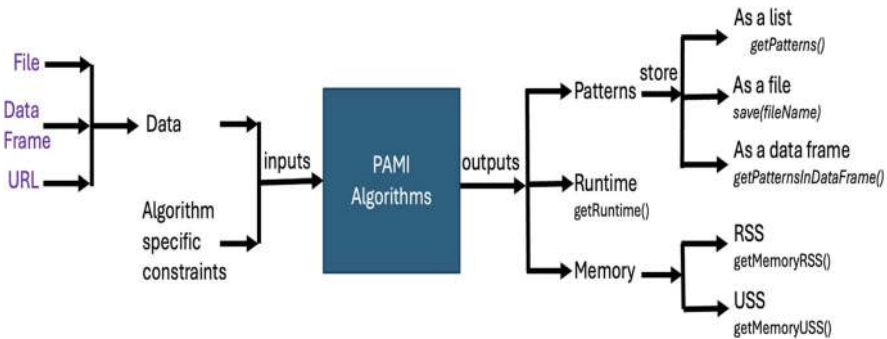 File
Data
Frame
URL
Data
Algorithm
specific
constraints
inputs
PAMI
Algorithms
outputs
Patterns
store
As a list
getPatterns()
As a file
save(fileName)
As a data frame
getPatternsInDataFrame()
Runtime
getRuntime()
Memory
RSS
getMemoryRSS()
USS
getMemoryUSS()